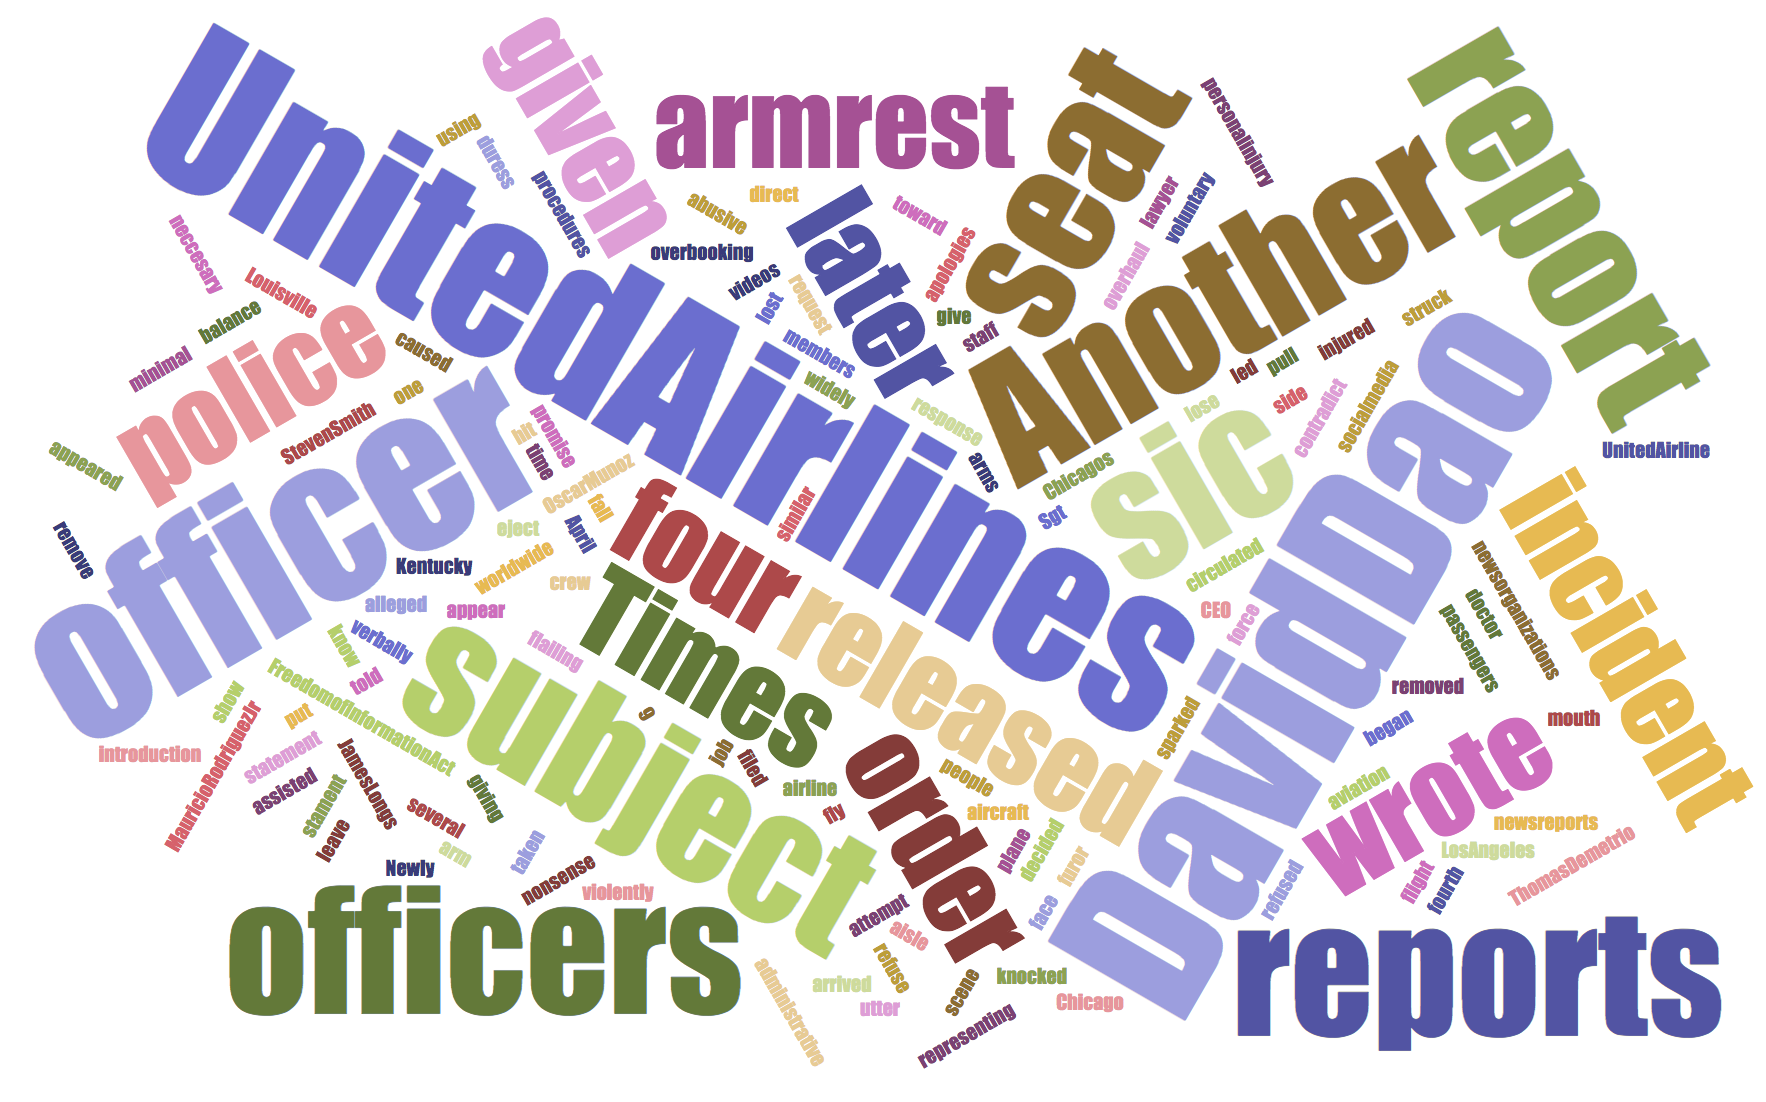 UnitedAirlines
given
armrest
seat
report
Another
using
duress
procedures
personalinjury
direct
abusive
overbooking
later
toward
lawyer
voluntary
apologies
overhaul
neccesary
Louisville
balance
minimal
police
caused
videos
lost
request
give
staff
members
widely
struck
injured
pull
led
side
one
StevenSmith
officer
promise
hit
time
response
lose
sic
contradict
socialmedia
DavidDao
UnitedAirline
appeared
OscarMunoz
fall
April
eject
arms
Chicagos
Sgt
similar
four
incident
remove
Kentucky
worldwide
crew
alleged
appear
circulated
CEO
force
newsorganizations
doctor
passengers
Times
released
know
verbally
flailing
told
subject
FreedomofInformationAct
show
removed
began
mouth
sparked
introduction
put
MauricioRodriguezJr
statement
JamesLongs
assisted
stament
giving
9
job
filed
airline
order
people
wrote
aviation
several
leave
arm
fly
aircraft
newsreports
LosAngeles
ThomasDemetrio
Newly
taken
nonsense
violently
plane
decided
furor
refused
flight
fourth
officers
attempt
aisle
face
refuse
scene
knocked
reports
administrative
arrived
utter
Chicago
representing